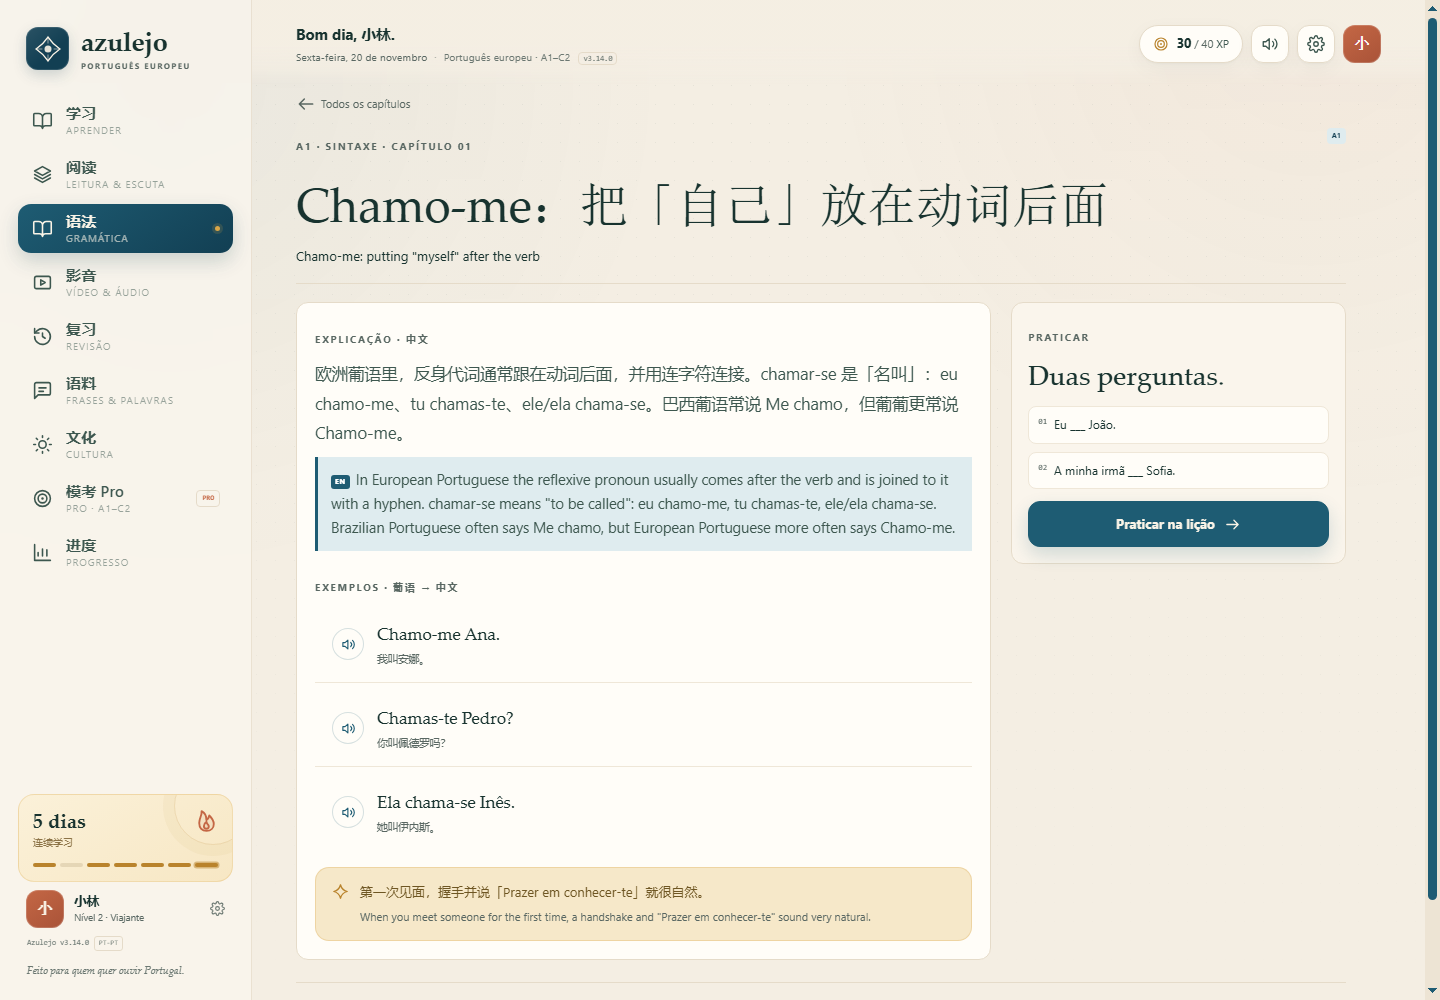 azulejo
PORTUGUÊS EUROPEU
学习
APRENDER
阅读
LEITURA & ESCUTA
语法
GRAMÁTICA
影音
VÍDEO & ÁUDIO
复习
REVISÃO
语料
FRASES & PALAVRAS
文化
CULTURA
模考 Pro
PRO · A1–C2
PRO
进度
PROGRESSO
5 dias
连续学习
小
小林
Nível 2 · Viajante
Azulejo v3.14.0 PT-PT
Feito para quem quer ouvir Portugal.
Bom dia, 小林.
Sexta-feira, 20 de novembro · Português europeu · A1–C2 v3.14.0
30 / 40 XP
小
← Todos os capítulos
A1 · SINTAXE · CAPÍTULO 01
A1
Chamo-me：把「自己」放在动词后面
Chamo-me: putting "myself" after the verb
EXPLICAÇÃO · 中文
欧洲葡语里，反身代词通常跟在动词后面，并用连字符连接。chamar-se 是「名叫」：eu
chamo-me、tu chamas-te、ele/ela chama-se。巴西葡语常说 Me chamo，但葡葡更常说
Chamo-me。
EN In European Portuguese the reflexive pronoun usually comes after the verb and is joined to it
with a hyphen. chamar-se means "to be called": eu chamo-me, tu chamas-te, ele/ela chama-se.
Brazilian Portuguese often says Me chamo, but European Portuguese more often says Chamo-me.
EXEMPLOS · 葡语 → 中文
Chamo-me Ana.
我叫安娜。
Chamas-te Pedro?
你叫佩德罗吗？
Ela chama-se Inês.
她叫伊内斯。
第一次见面，握手并说「Prazer em conhecer-te」就很自然。
When you meet someone for the first time, a handshake and "Prazer em conhecer-te" sound very natural.
PRATICAR
Duas perguntas.
01 Eu ___ João.
02 A minha irmã ___ Sofia.
Praticar na lição →